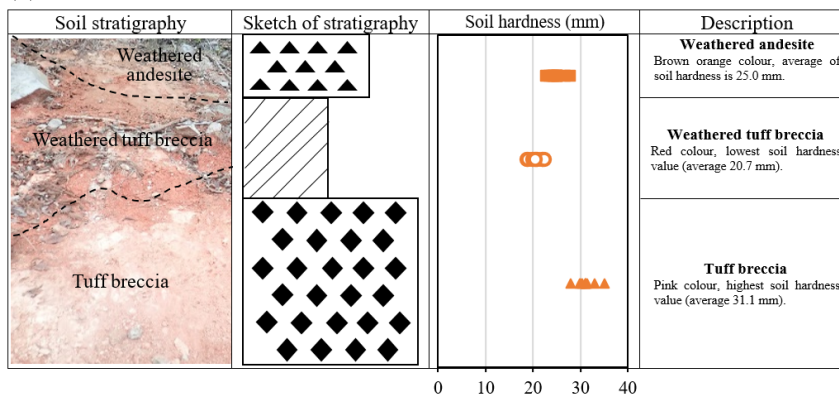 Soil stratigraphy
Sketch of stratigraphy
Soil hardness (mm)
Description
Weathered
andesite
Weathered tuff breccia
Tuff breccia
Weathered andesite
Brown orange colour, average of
soil hardness is 25.0 mm.
Weathered tuff breccia
Red colour, lowest soil hardness
value (average 20.7 mm).
Tuff breccia
Pink colour, highest soil hardness
value (average 31.1 mm).
0 10 20 30 40